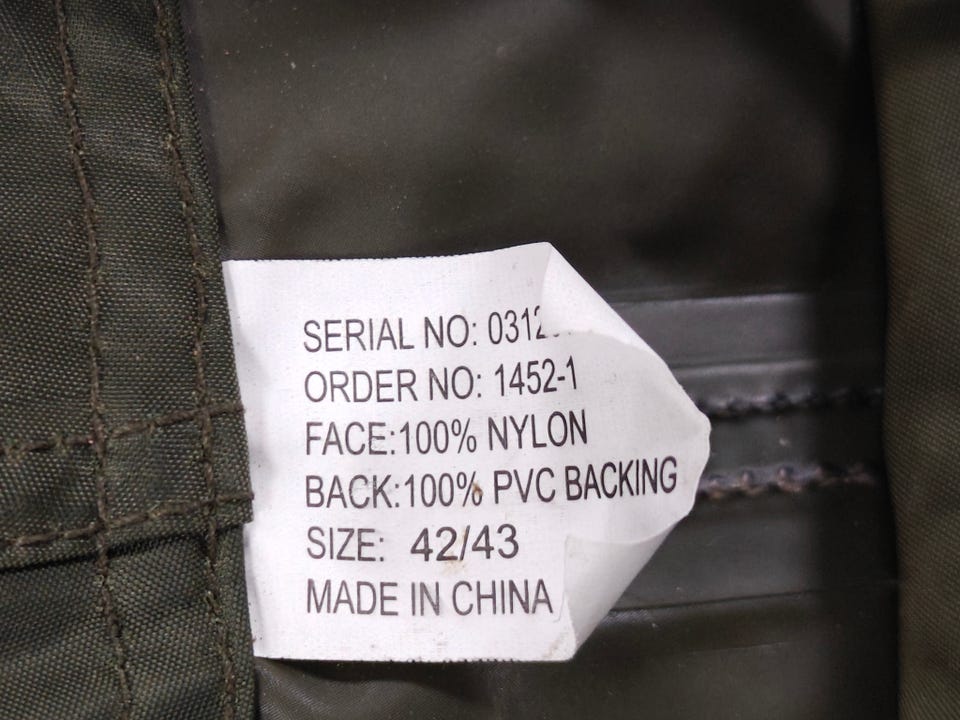 SERIAL NO:
ORDER NO: 1452-1
FACE:100% NYLON
BACK:100% PVC BACKING
SIZE: 42/43
MADE IN CHINA